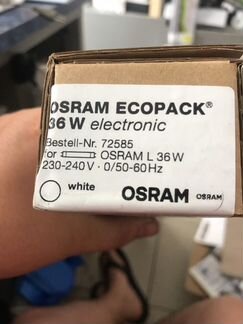 OSRAM ECOPACK®
36 W electronic
Bestell-Nr. 72585
for OSRAM L 36 W
230-240 V · 0/50-60 Hz
white OSRAM OSRAM